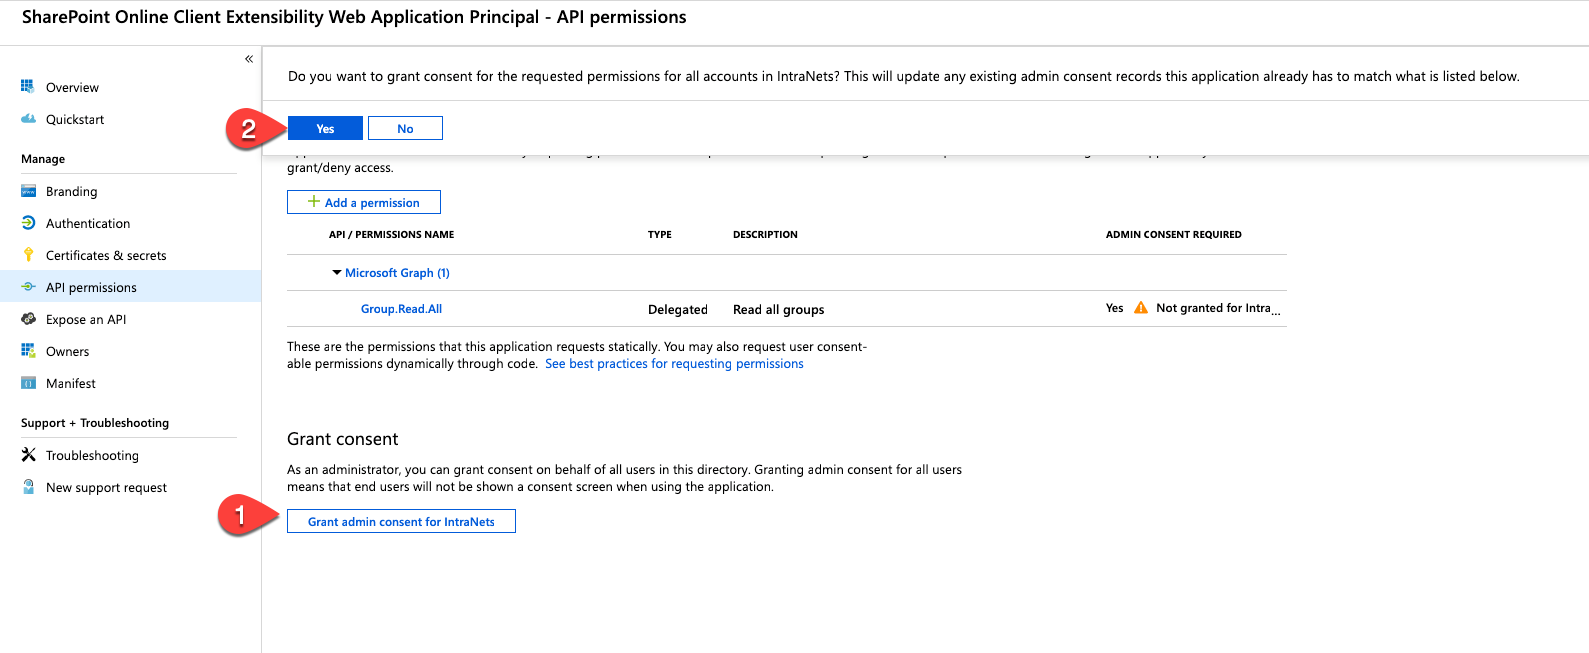 SharePoint Online Client Extensibility Web Application Principal - API permissions
«
Overview
Quickstart
Manage
Branding
Authentication
Certificates & secrets
API permissions
Expose an API
Owners
Manifest
Support + Troubleshooting
Troubleshooting
New support request
Do you want to grant consent for the requested permissions for all accounts in IntraNets? This will update any existing admin consent records this application already has to match what is listed below.
2
Yes No
grant/deny access.
+ Add a permission
API / PERMISSIONS NAME TYPE DESCRIPTION ADMIN CONSENT REQUIRED
Microsoft Graph (1)
Group.Read.All Delegated Read all groups Yes Not granted for Intra...
These are the permissions that this application requests statically. You may also request user consent-
able permissions dynamically through code. See best practices for requesting permissions
Grant consent
As an administrator, you can grant consent on behalf of all users in this directory. Granting admin consent for all users
means that end users will not be shown a consent screen when using the application.
1
Grant admin consent for IntraNets